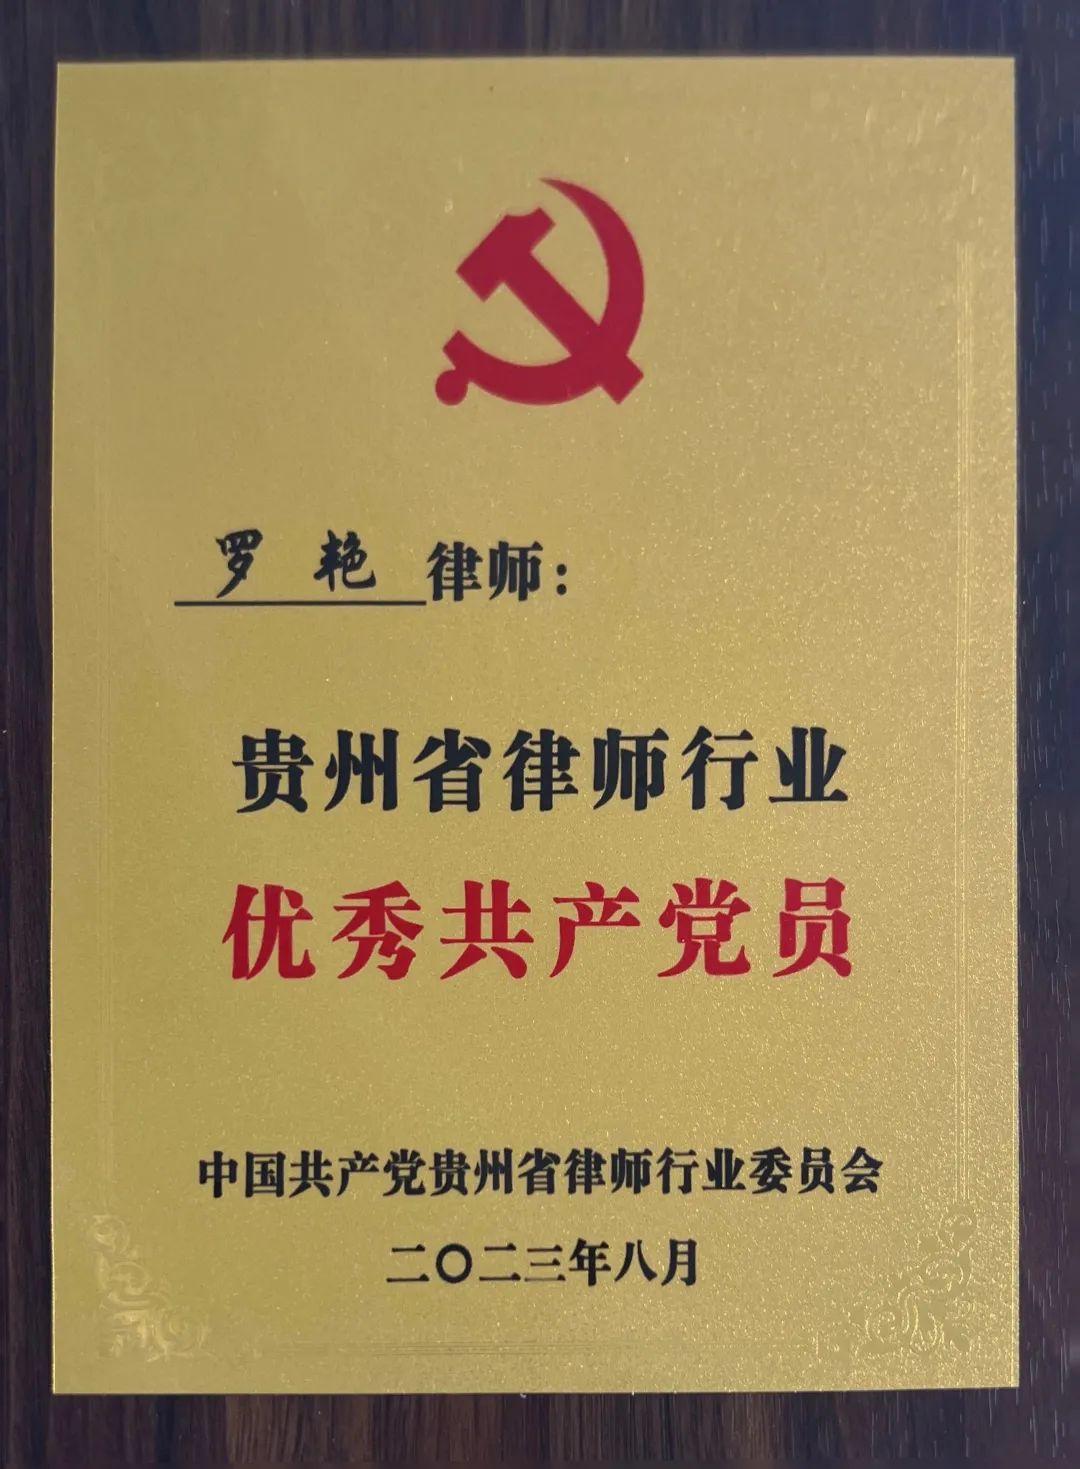 罗艳律师：
贵州省律师行业
优秀共产党员
中国共产党贵州省律师行业委员会
二〇二三年八月